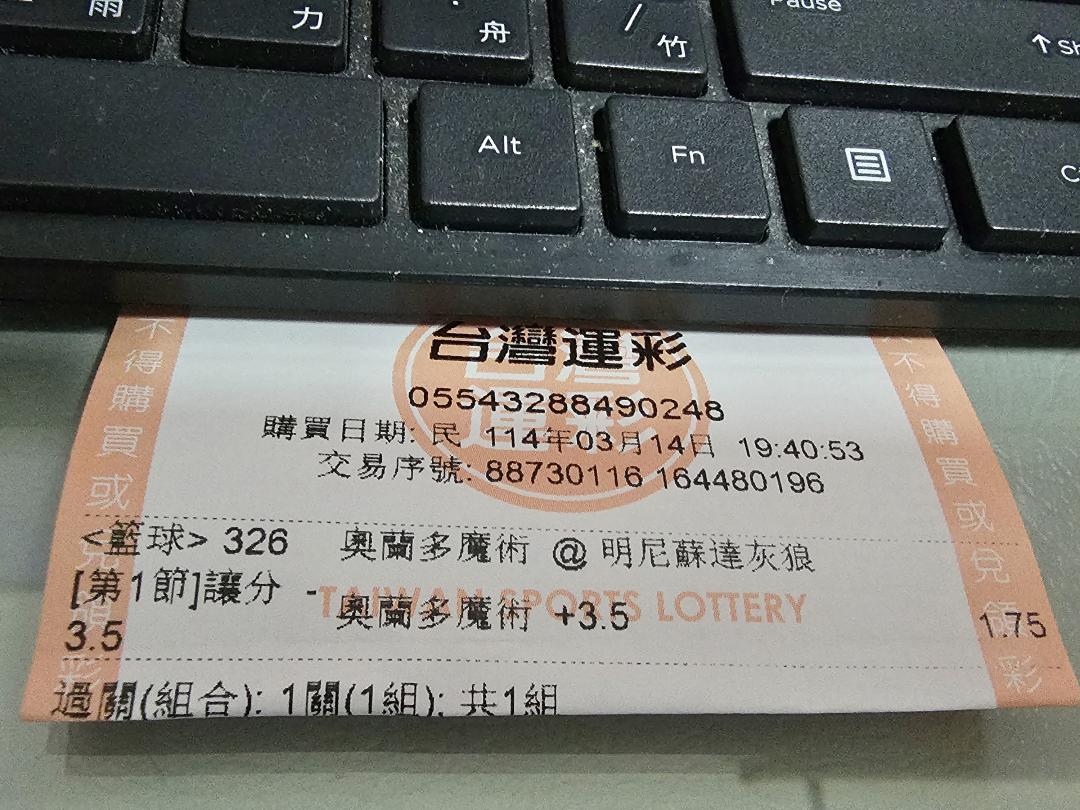 雨
力
舟
/
竹
Pause
↑ Sh
Alt
Fn
不得購買或兌領彩
不得購買或兌領彩
台灣運彩
05543288490248
購買日期: 民 114年03月14日 19:40:53
交易序號: 88730116 164480196
<籃球> 326 奧蘭多魔術 @ 明尼蘇達灰狼
[第1節]讓分 -
3.5
奧蘭多魔術 +3.5
1.75
TAIWAN SPORTS LOTTERY
過關(組合): 1關(1組); 共1組